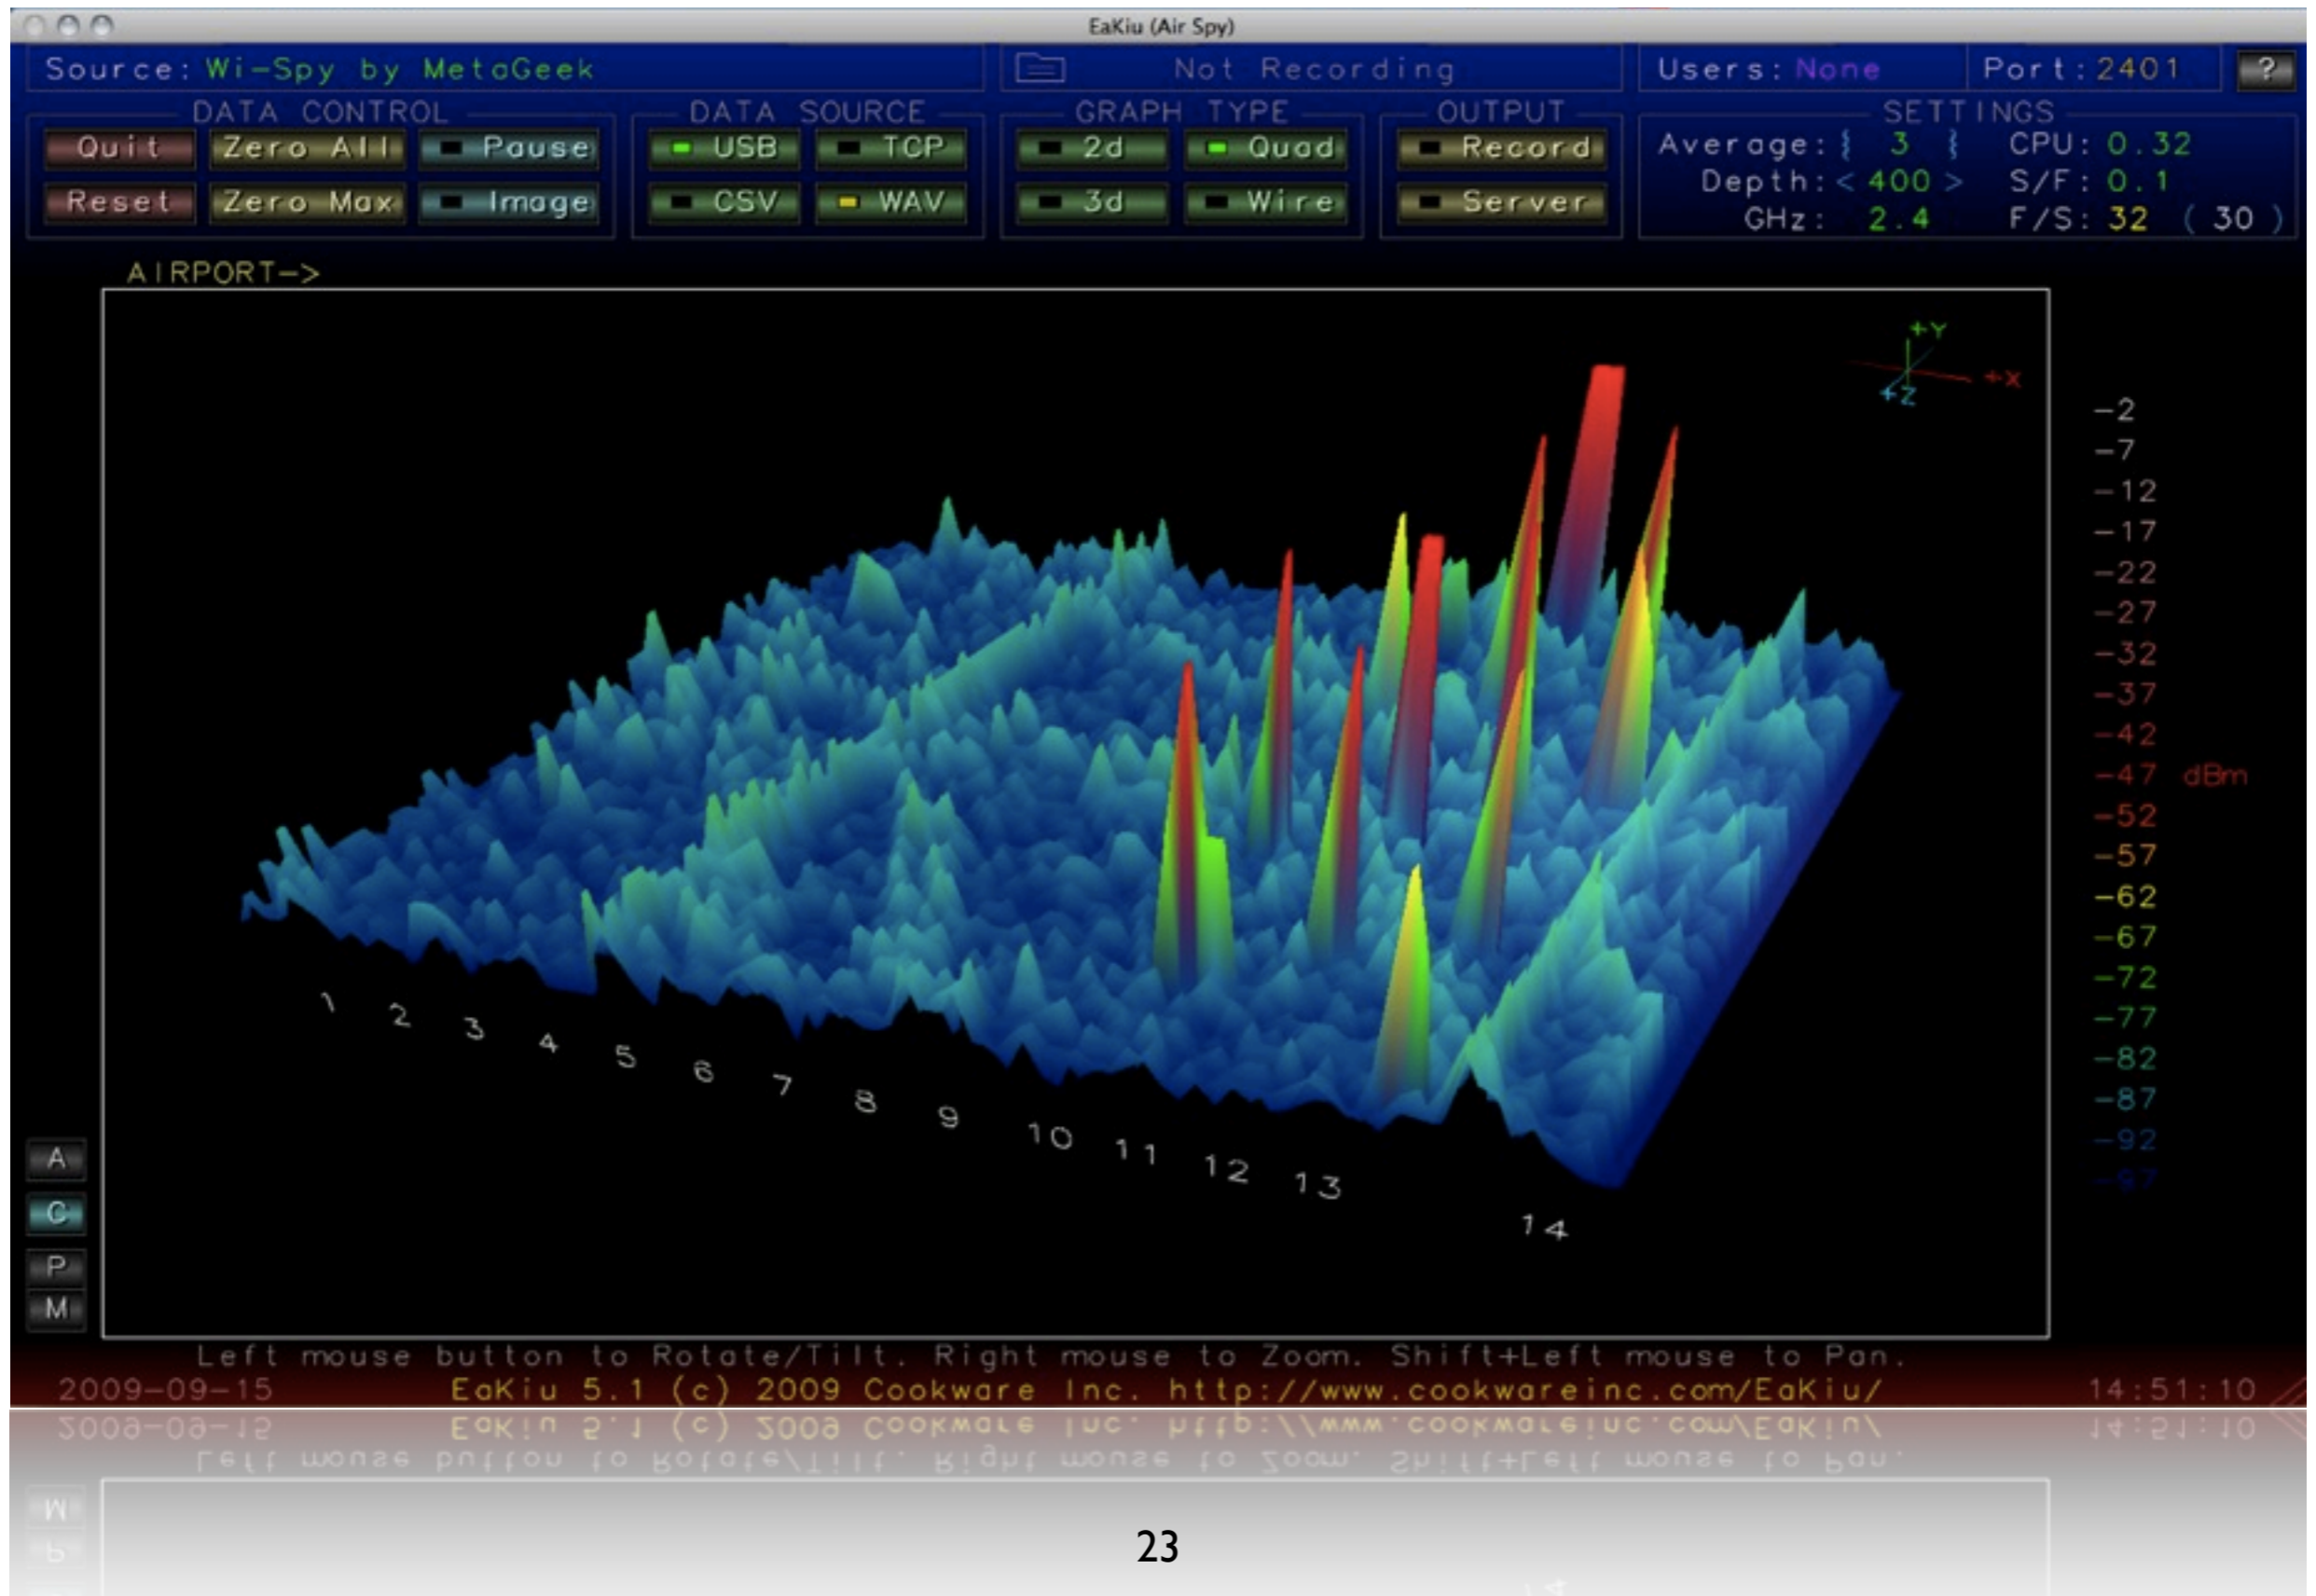 EaKiu (Air Spy)
Source: Wi-Spy by MetaGeek Not Recording Users: None Port: 2401 ?
DATA CONTROL DATA SOURCE GRAPH TYPE OUTPUT SETTINGS
Quit Zero All Pause USB TCP 2d Quad Record Average: { 3 } CPU: 0.32
Depth: < 400 > S/F: 0.1
Reset Zero Max Image CSV WAV 3d Wire Server
GHz: 2.4 F/S: 32 ( 30 )
AIRPORT->
+Y
+X
+Z
-2
-7
-12
-17
-22
-27
-32
-37
-42
-47 dBm
-52
-57
-62
-67
-72
-77
-82
-87
-92
-97
1 2 3 4 5 6 7 8 9 10 11 12 13 14
A
C
P
M
Left mouse button to Rotate/Tilt. Right mouse to Zoom. Shift+Left mouse to Pan.
2009-09-15 EaKiu 5.1 (c) 2009 Cookware Inc. http://www.cookwareinc.com/EaKiu/ 14:51:10
23